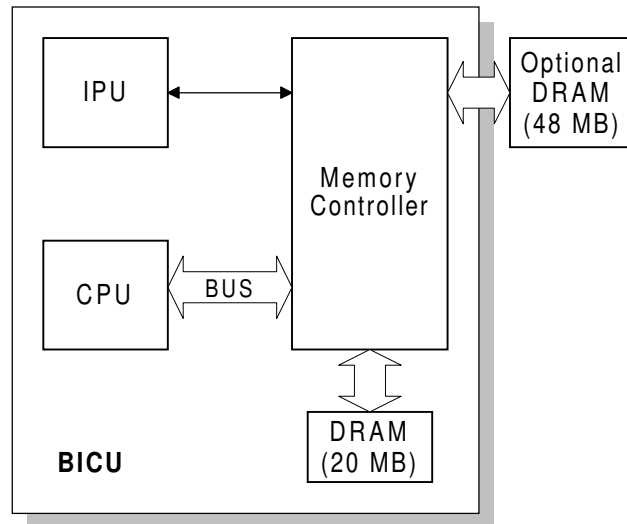 IPU
Optional
DRAM
(48 MB)
Memory
Controller
CPU
BUS
DRAM
(20 MB)
BICU